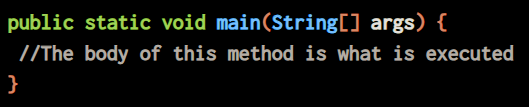 public static void main(String[] args) {
 //The body of this method is what is executed
}